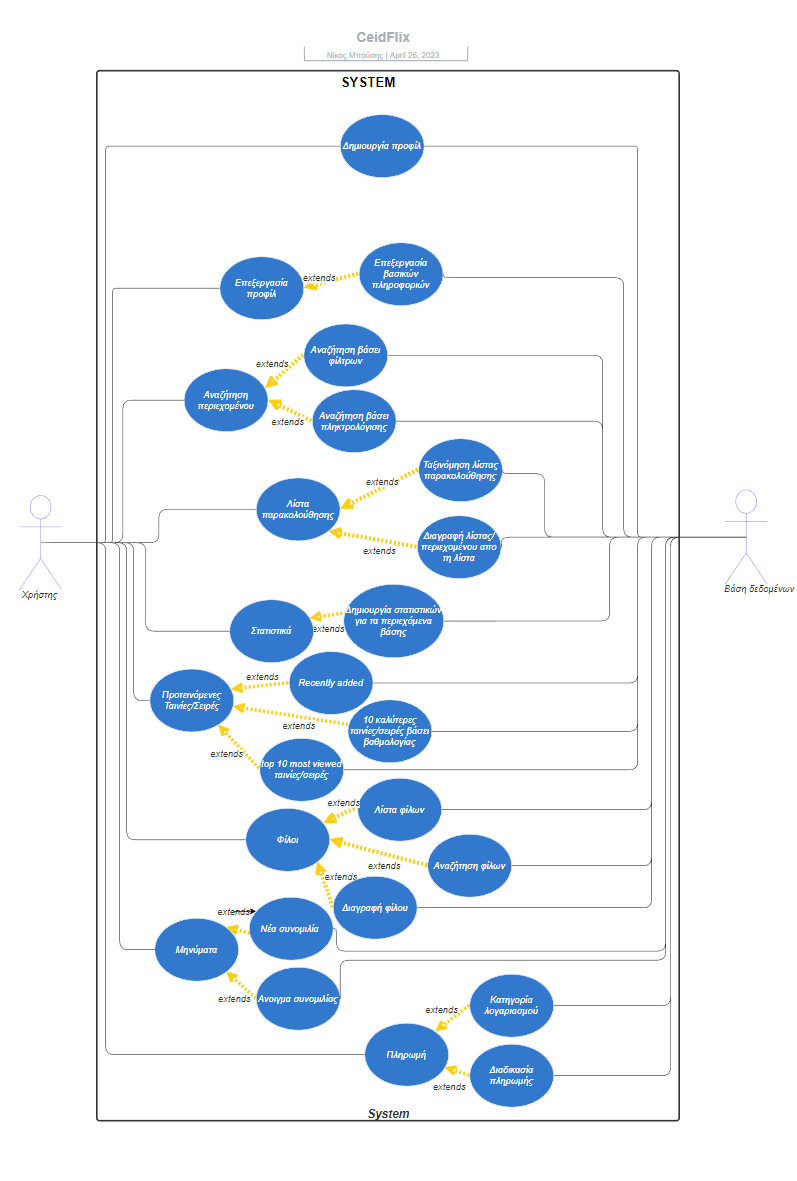 CeidFlix
Νίκος Μπούσης | April 26, 2023
SYSTEM
Δημιουργία προφίλ
Επεξεργασία
προφίλ
extends
Επεξεργασία
βασικών
πληροφοριών
Αναζήτηση βάσει
φίλτρων
extends
Αναζήτηση
περιεχομένου
extends
Αναζήτηση βάσει
πληκτρολόγισης
Ταξινόμηση λίστας
παρακολούθησης
extends
Λίστα
παρακολούθησης
extends
Διαγραφή λίστας/
περιεχομένου απο
τη λίστα
Χρήστης
Βάση δεδομένων
Στατιστικά
extends
Δημιουργία στατιστικών
για τα περιεχόμενα
βάσης
Προτεινόμενες
Ταινίες/Σειρές
extends
Recently added
extends
10 καλύτερες
ταινίες/σειρές βάσει
βαθμολογίας
extends
top 10 most viewed
ταινίες/σειρές
extends
Λίστα φίλων
Φίλοι
extends
Αναζήτηση φίλων
extends
Διαγραφή φίλου
extends
Νέα συνομιλία
Μηνύματα
extends
Ανοιγμα συνομιλίας
Κατηγορία
λογαριασμού
extends
Πληρωμή
extends
Διαδικασία
πληρωμής
System